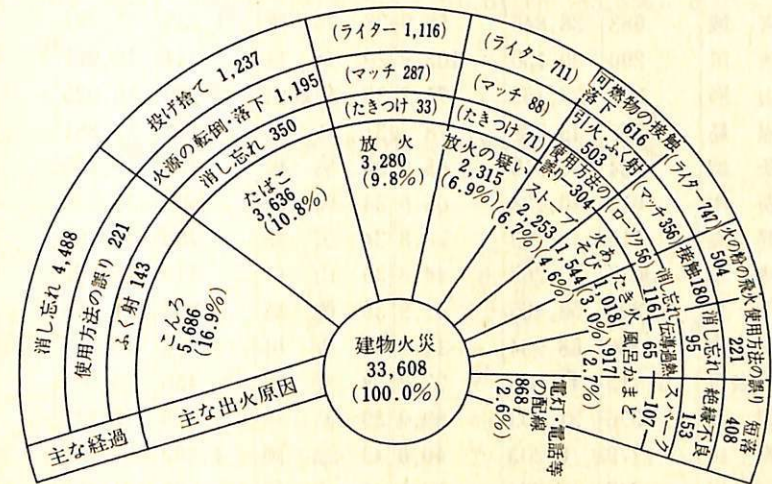 建物火災
33,608
(100.0%)
主な経過
主な出火原因
消し忘れ 4,488
使用方法の誤り 221
ふく射 143
こんろ
5,686
(16.9%)
投げ捨て 1,237
火源の転倒・落下 1,195
消し忘れ 350
たばこ
3,636
(10.8%)
(ライター 1,116)
(マッチ 287)
(たきつけ 33)
放火
3,280
(9.8%)
(ライター 711)
(マッチ 88)
(たきつけ 71)
放火の疑い
2,315
(6.9%)
可燃物の接触
落下 616
引火・ふく射
503
使用方法の
誤り 304
ストーブ
2,253
(6.7%)
(ライター 747)
(マッチ 356)
(ローソク 56)
火あそび
1,544
(4.6%)
火の粉の飛火
504
接触 180
消し忘れ
116
たき火
1,018
(3.0%)
使用方法の誤り
221
消し忘れ
95
伝導過熱
65
風呂かまど
917
(2.7%)
短落
408
絶縁不良
153
スパーク
107
電灯・電話等
の配線
868
(2.6%)